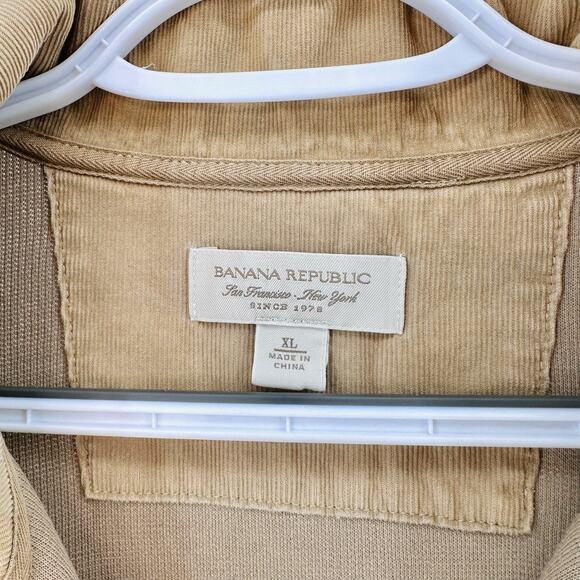 BANANA REPUBLIC
San Francisco - New York
SINCE 1978
XL
MADE IN
CHINA